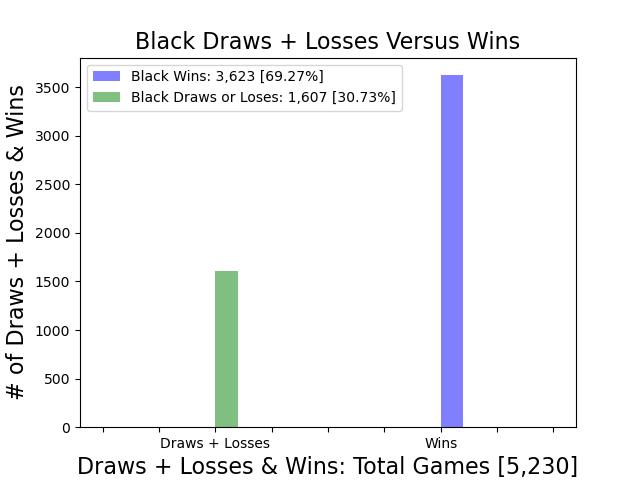 Black Draws + Losses Versus Wins
Black Wins: 3,623 [69.27%]
Black Draws or Loses: 1,607 [30.73%]
# of Draws + Losses & Wins
3500
3000
2500
2000
1500
1000
500
0
Draws + Losses
Wins
Draws + Losses & Wins: Total Games [5,230]